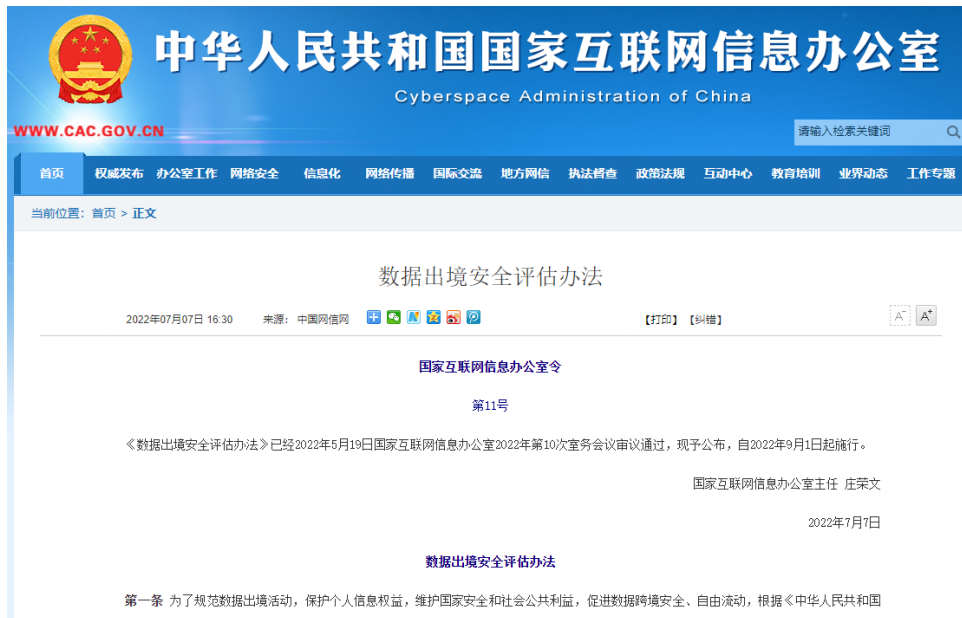 中华人民共和国国家互联网信息办公室
Cyberspace Administration of China
WWW.CAC.GOV.CN
请输入检索关键词
首页 权威发布 办公室工作 网络安全 信息化 网络传播 国际交流 地方网信 执法督查 政策法规 互动中心 教育培训 业界动态 工作专题
当前位置：首页 > 正文
数据出境安全评估办法
2022年07月07日 16:30 来源： 中国网信网 【打印】【纠错】 A- A+
国家互联网信息办公室令
第11号
《数据出境安全评估办法》已经2022年5月19日国家互联网信息办公室2022年第10次室务会议审议通过，现予公布，自2022年9月1日起施行。
国家互联网信息办公室主任 庄荣文
2022年7月7日
数据出境安全评估办法
第一条 为了规范数据出境活动，保护个人信息权益，维护国家安全和社会公共利益，促进数据跨境安全、自由流动，根据《中华人民共和国